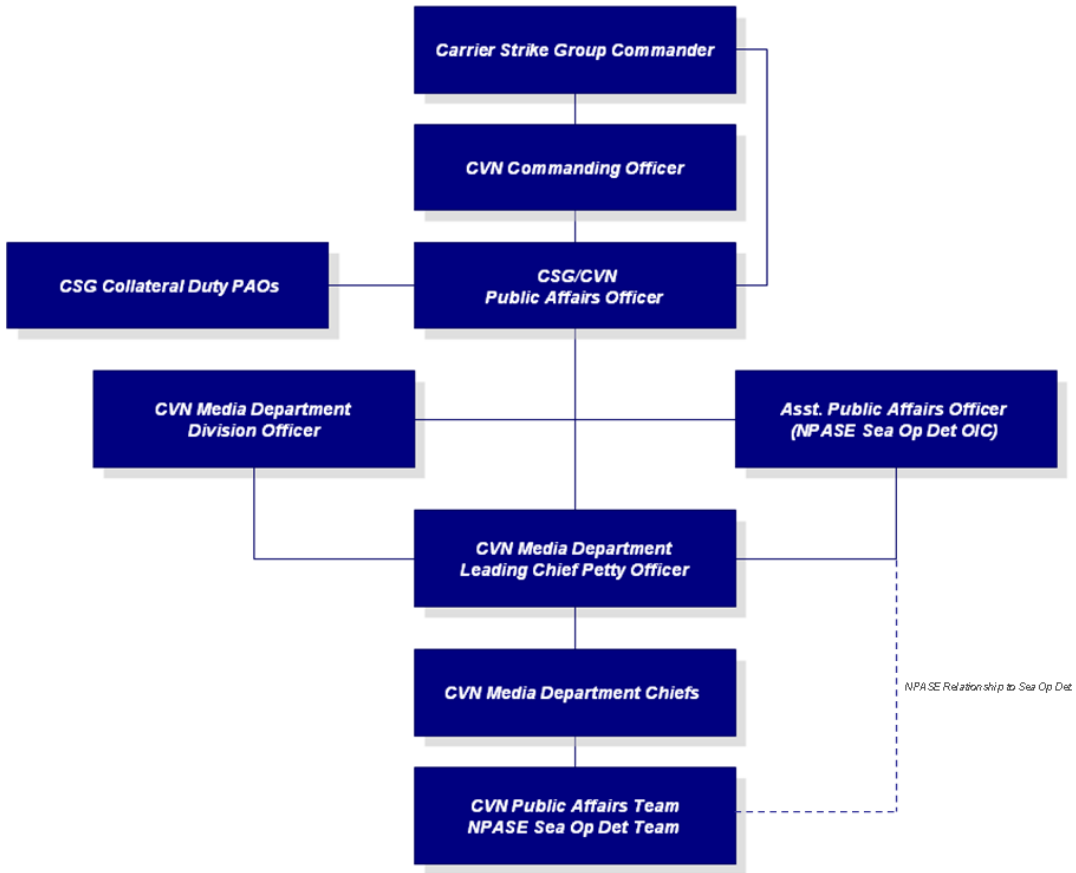 Carrier Strike Group Commander
CVN Commanding Officer
CSG Collateral Duty PAOs
CSG/CVN
Public Affairs Officer
CVN Media Department
Division Officer
Asst. Public Affairs Officer
(NPASE Sea Op Det OIC)
CVN Media Department
Leading Chief Petty Officer
CVN Media Department Chiefs
NPASE Relationship to Sea Op Det
CVN Public Affairs Team
NPASE Sea Op Det Team